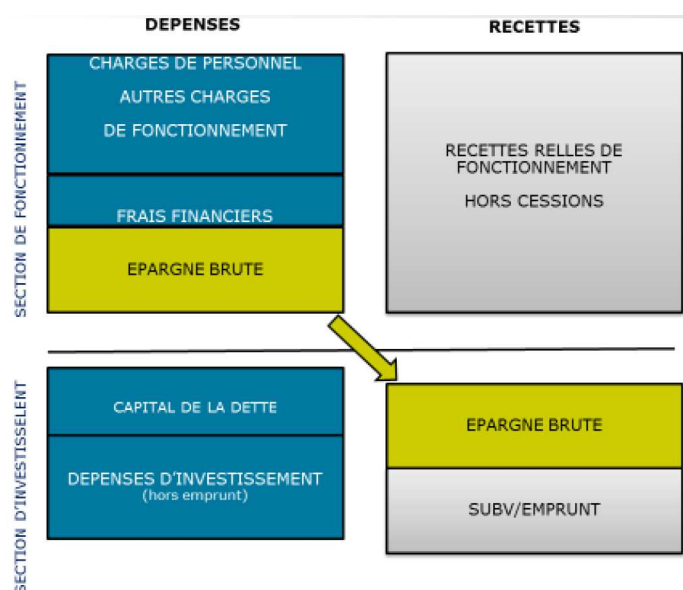 DEPENSES
RECETTES
SECTION DE FONCTIONNEMENT
CHARGES DE PERSONNEL
AUTRES CHARGES
DE FONCTIONNEMENT
FRAIS FINANCIERS
EPARGNE BRUTE
RECETTES RELLES DE
FONCTIONNEMENT
HORS CESSIONS
SECTION D'INVESTISSELENT
CAPITAL DE LA DETTE
DEPENSES D'INVESTISSEMENT
(hors emprunt)
EPARGNE BRUTE
SUBV/EMPRUNT